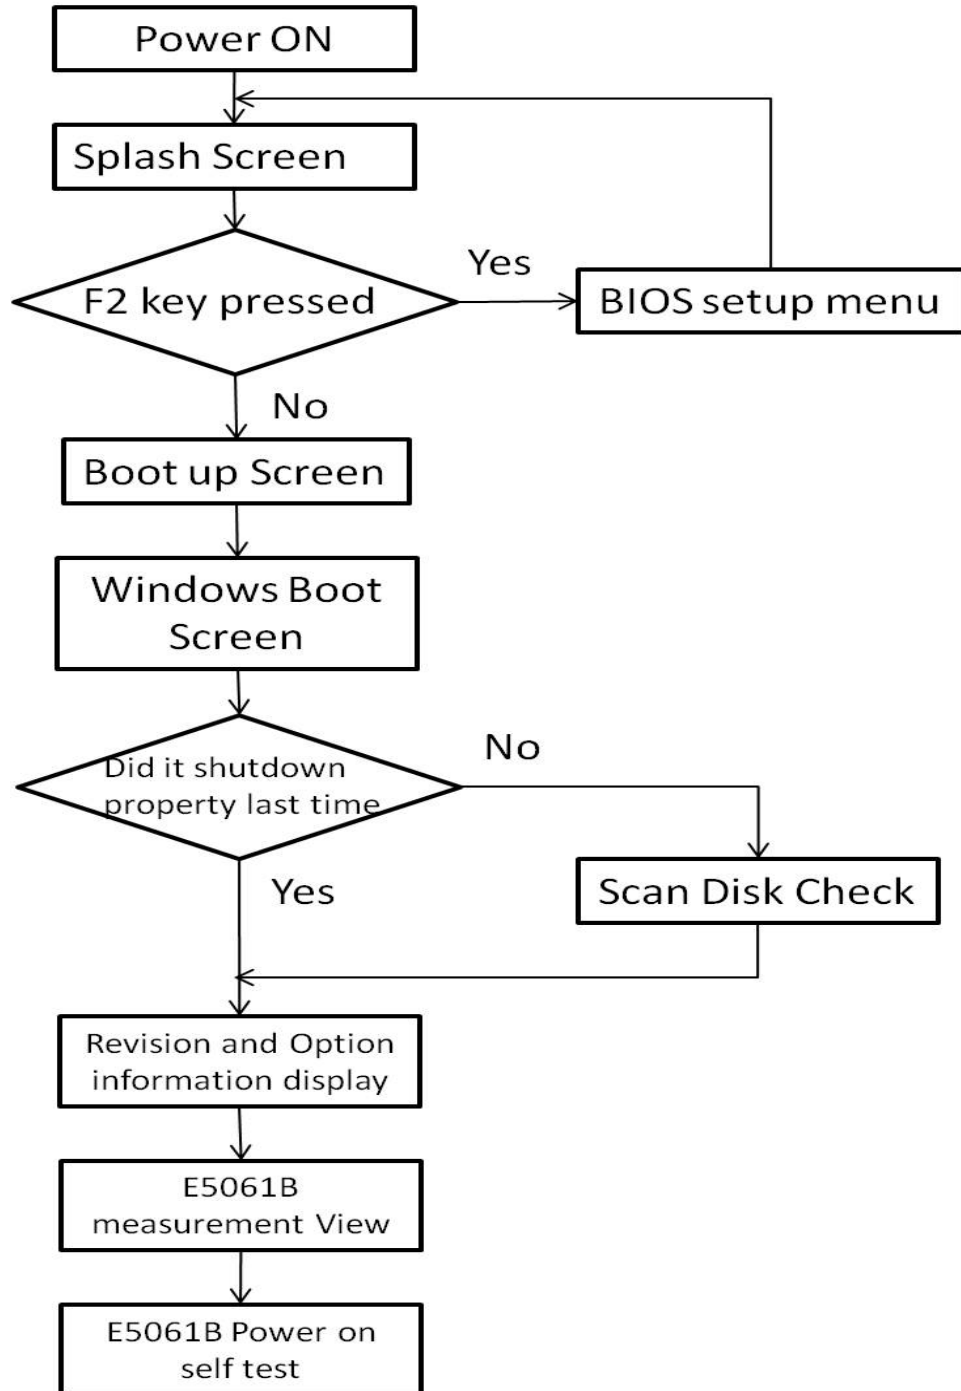 Power ON
Splash Screen
F2 key pressed
Yes
BIOS setup menu
No
Boot up Screen
Windows Boot
Screen
Did it shutdown
property last time
No
Yes
Scan Disk Check
Revision and Option
information display
E5061B
measurement View
E5061B Power on
self test